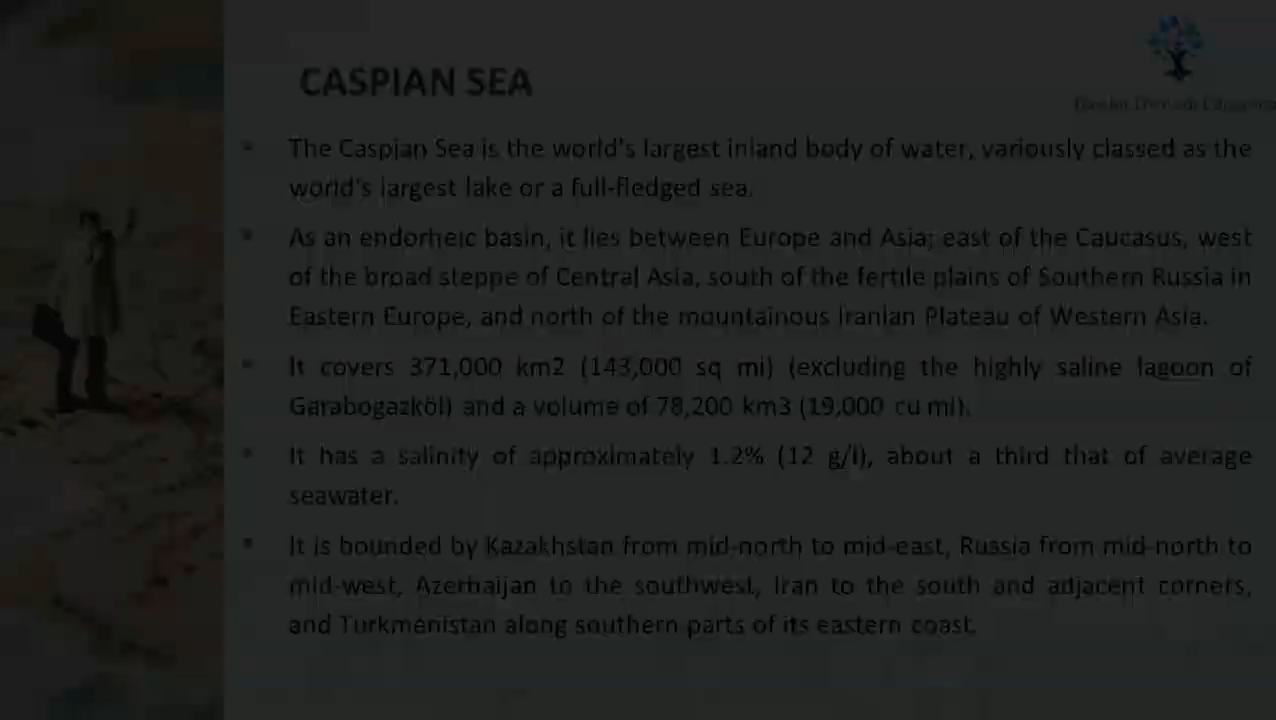 CASPIAN SEA
• The Caspian Sea is the world's largest inland body of water, variously classed as the
world's largest lake or a full-fledged sea.
• As an endorheic basin, it lies between Europe and Asia; east of the Caucasus, west
of the broad steppe of Central Asia, south of the fertile plains of Southern Russia in
Eastern Europe, and north of the mountainous Iranian Plateau of Western Asia.
• It covers 371,000 km2 (143,000 sq mi) (excluding the highly saline lagoon of
Garabogazköl) and a volume of 78,200 km3 (19,000 cu mi).
• It has a salinity of approximately 1.2% (12 g/l), about a third that of average
seawater.
• It is bounded by Kazakhstan from mid-north to mid-east, Russia from mid-north to
mid-west, Azerbaijan to the southwest, Iran to the south and adjacent corners,
and Turkmenistan along southern parts of its eastern coast.